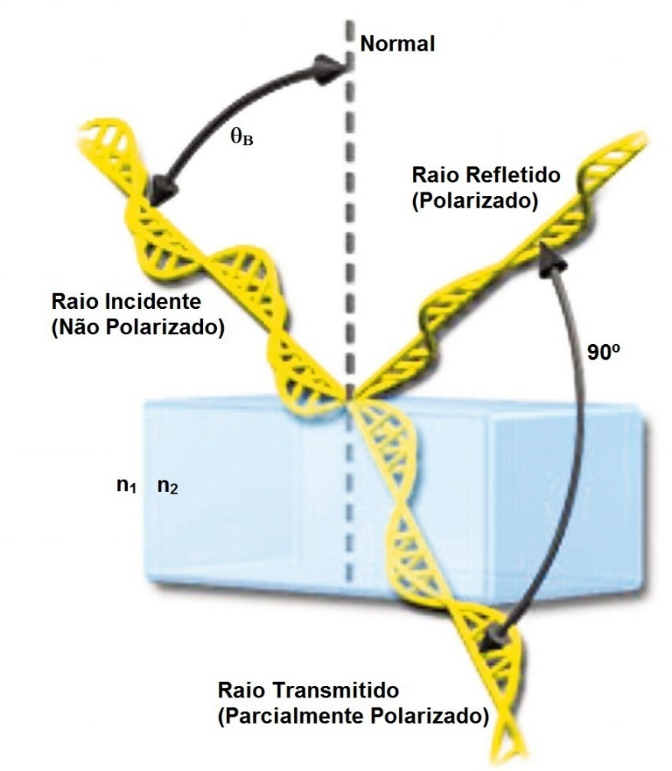 Normal
θB
Raio Refletido
(Polarizado)
Raio Incidente
(Não Polarizado)
90º
n1 n2
Raio Transmitido
(Parcialmente Polarizado)